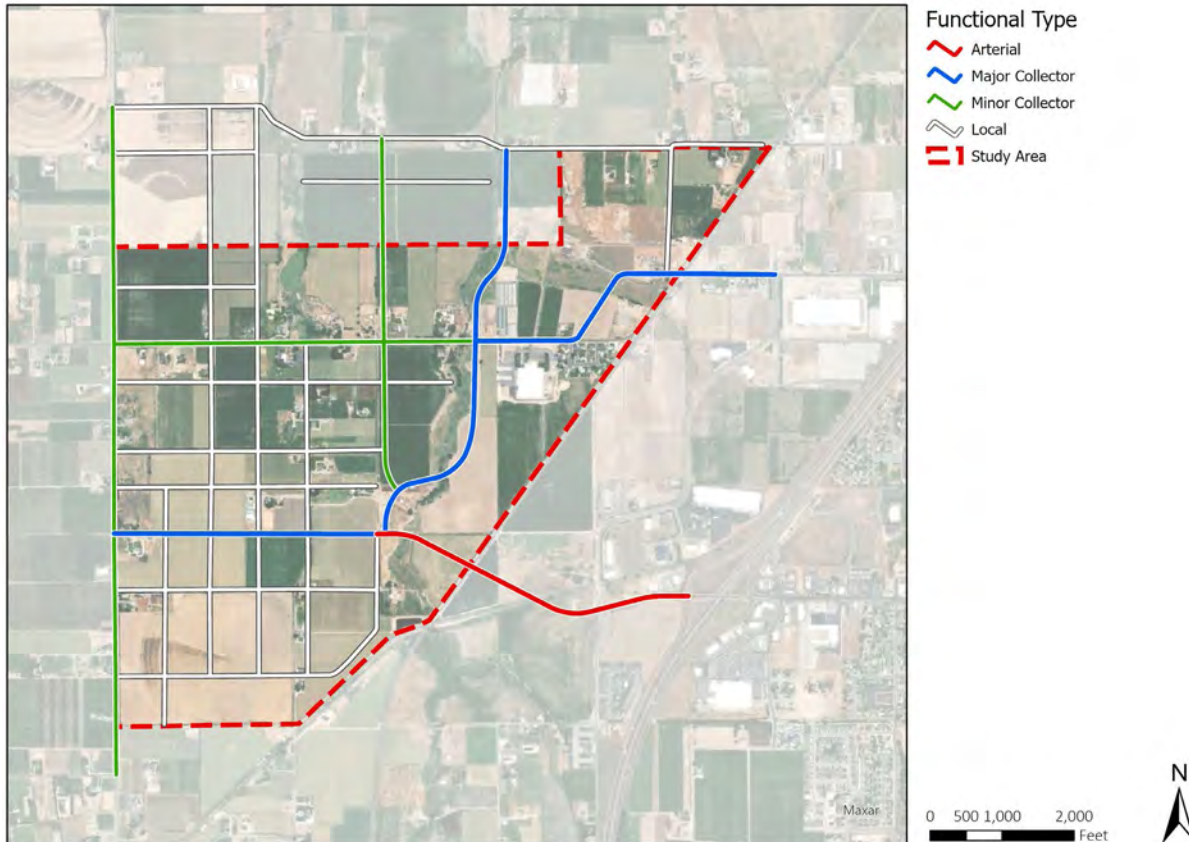 Functional Type
Arterial
Major Collector
Minor Collector
Local
Study Area
Maxar
0 500 1,000 2,000
Feet
N